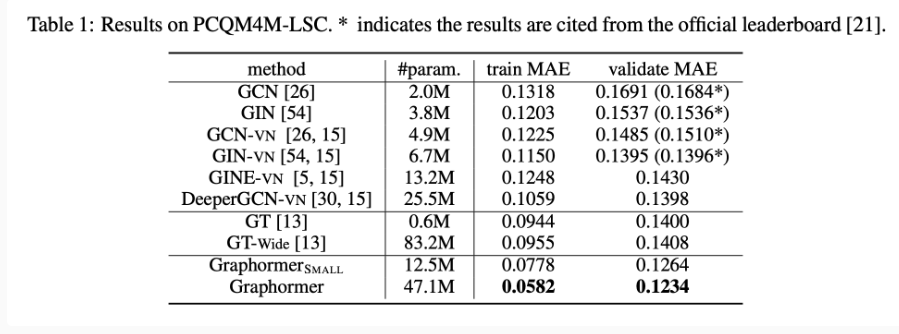 Table 1: Results on PCQM4M-LSC. * indicates the results are cited from the official leaderboard [21].
method #param. train MAE validate MAE
GCN [26] 2.0M 0.1318 0.1691 (0.1684*)
GIN [54] 3.8M 0.1203 0.1537 (0.1536*)
GCN-VN [26, 15] 4.9M 0.1225 0.1485 (0.1510*)
GIN-VN [54, 15] 6.7M 0.1150 0.1395 (0.1396*)
GINE-VN [5, 15] 13.2M 0.1248 0.1430
DeeperGCN-VN [30, 15] 25.5M 0.1059 0.1398
GT [13] 0.6M 0.0944 0.1400
GT-Wide [13] 83.2M 0.0955 0.1408
GraphormerSMALL 12.5M 0.0778 0.1264
Graphormer 47.1M 0.0582 0.1234